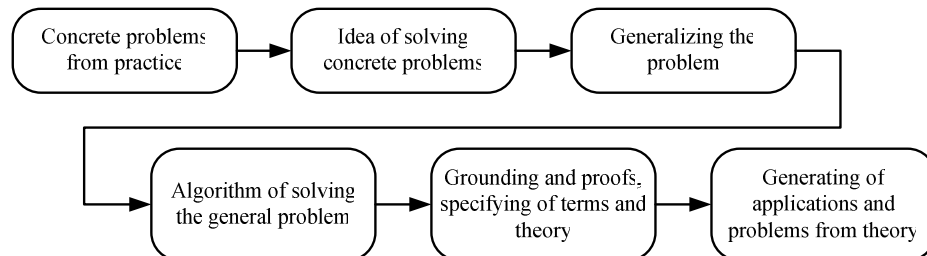 Concrete problems
from practice
Idea of solving
concrete problems
Generalizing the
problem
Algorithm of solving
the general problem
Grounding and proofs,
specifying of terms and
theory
Generating of
applications and
problems from theory